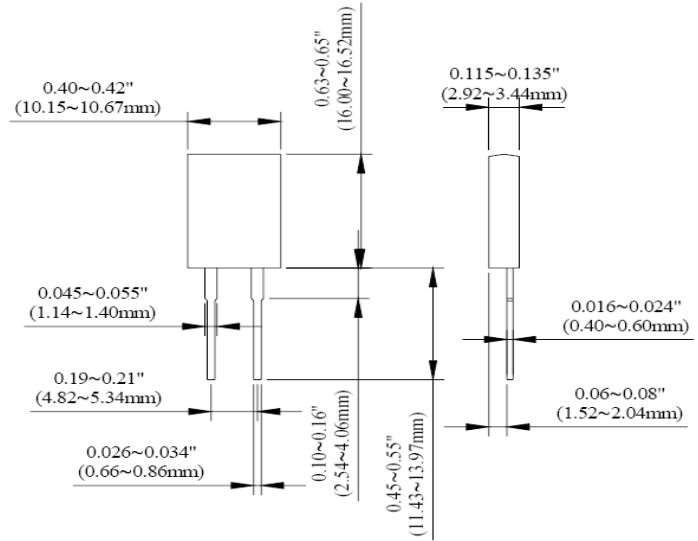 0.40~0.42"
(10.15~10.67mm)
0.63~0.65"
(16.00~16.52mm)
0.115~0.135"
(2.92~3.44mm)
0.045~0.055"
(1.14~1.40mm)
0.016~0.024"
(0.40~0.60mm)
0.19~0.21"
(4.82~5.34mm)
0.06~0.08"
(1.52~2.04mm)
0.026~0.034"
(0.66~0.86mm)
0.10~0.16"
(2.54~4.06mm)
0.45~0.55"
(11.43~13.97mm)